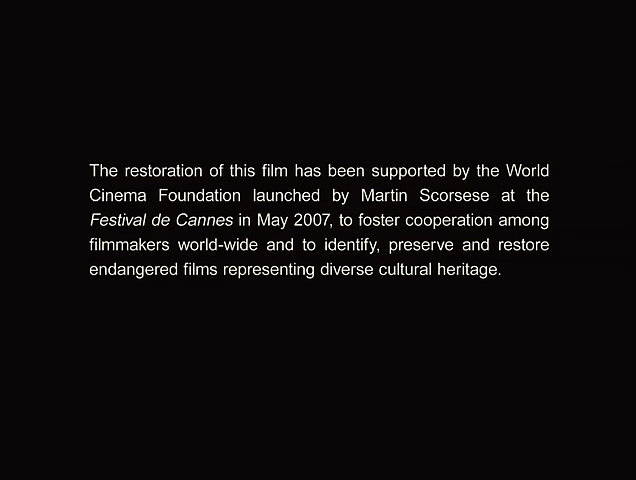 The restoration of this film has been supported by the World
Cinema Foundation launched by Martin Scorsese at the
Festival de Cannes in May 2007, to foster cooperation among
filmmakers world-wide and to identify, preserve and restore
endangered films representing diverse cultural heritage.